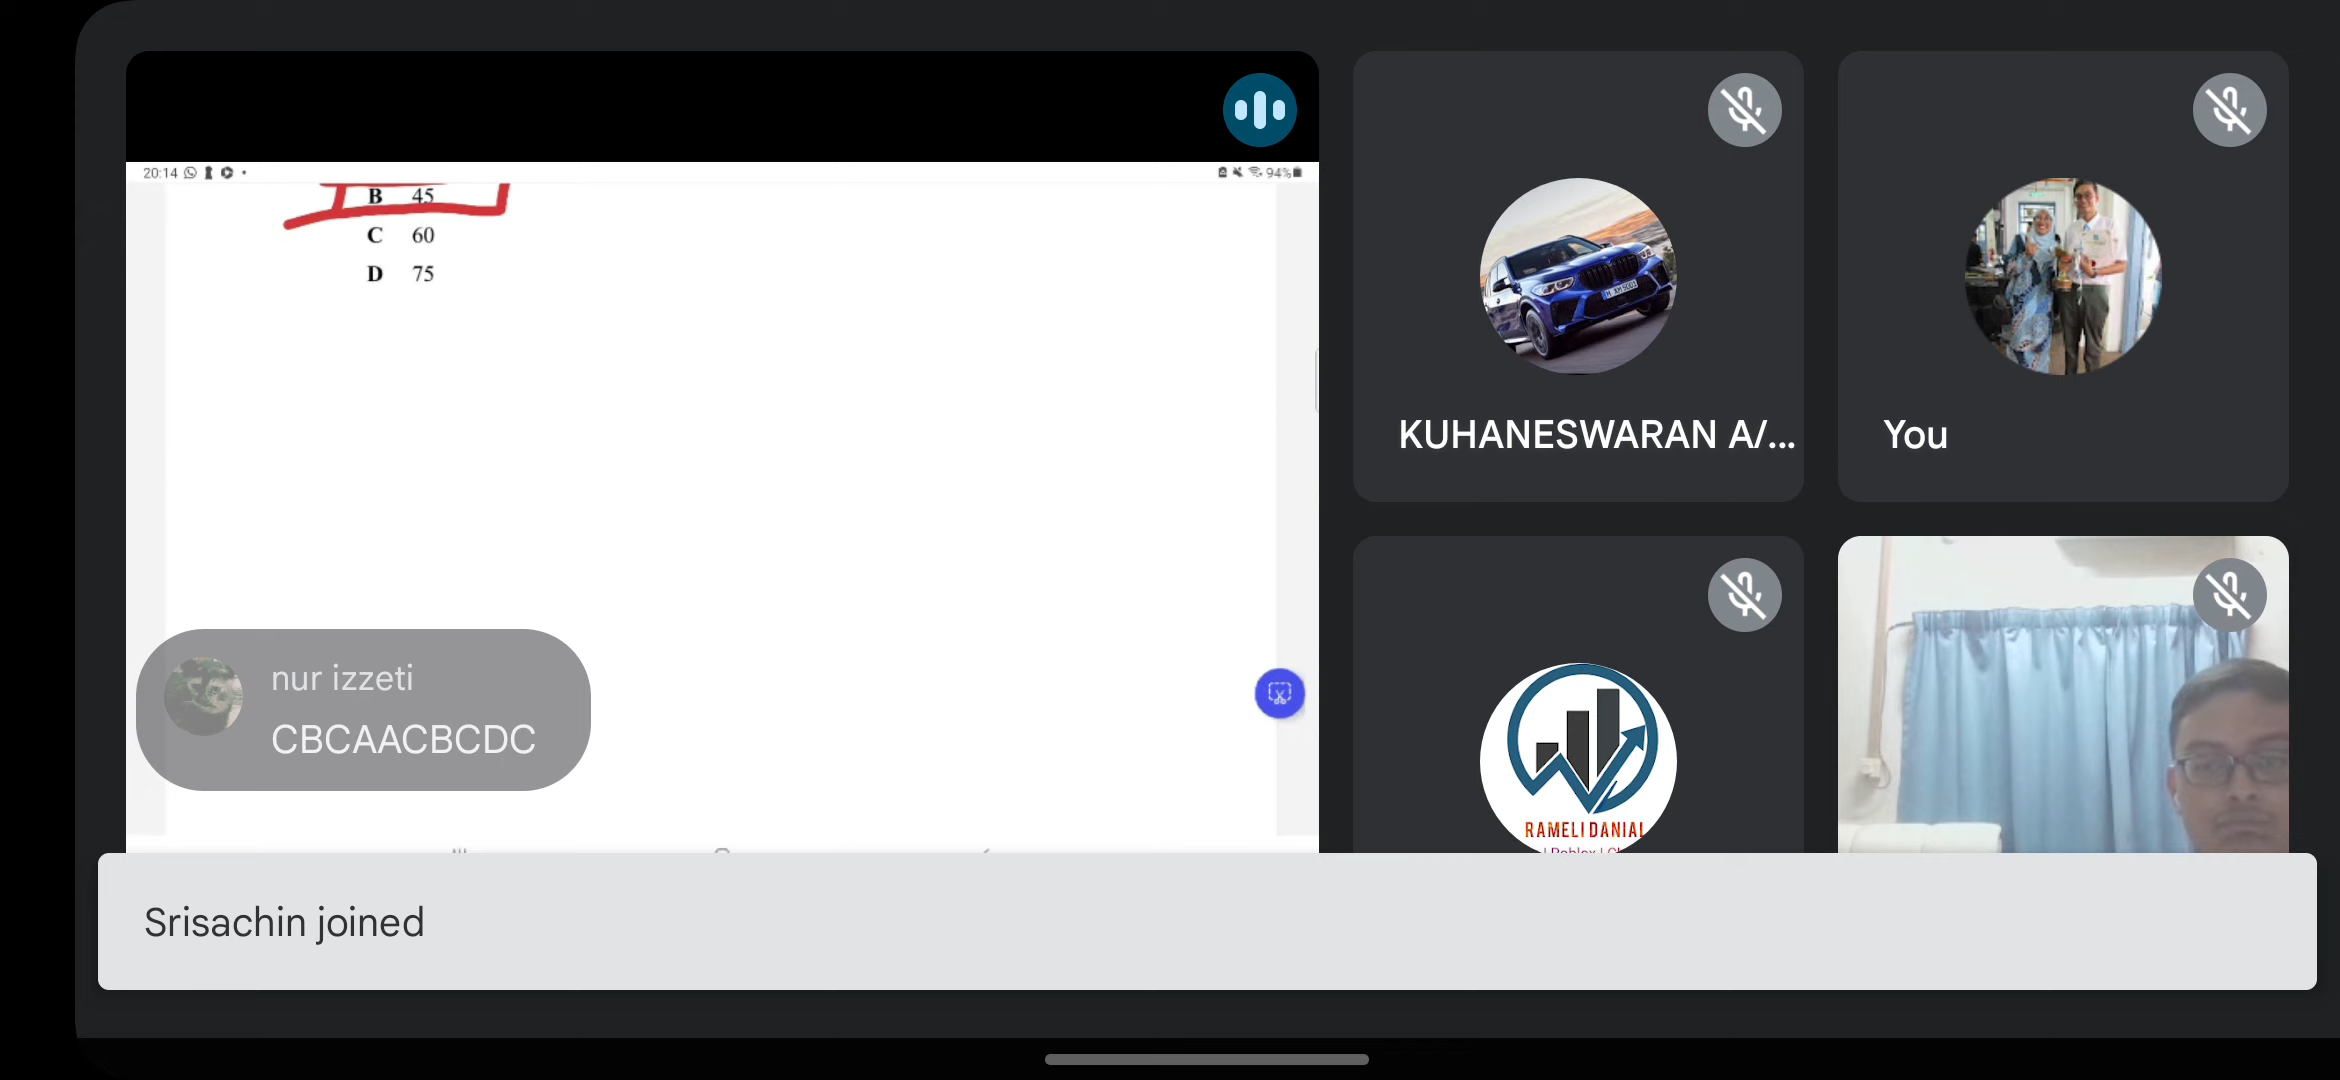 20:14
94%
B 45
C 60
D 75
nur izzeti
CBCAACBCDC
KUHANESWARAN A/...
You
RAMELI DANIAL
Srisachin joined